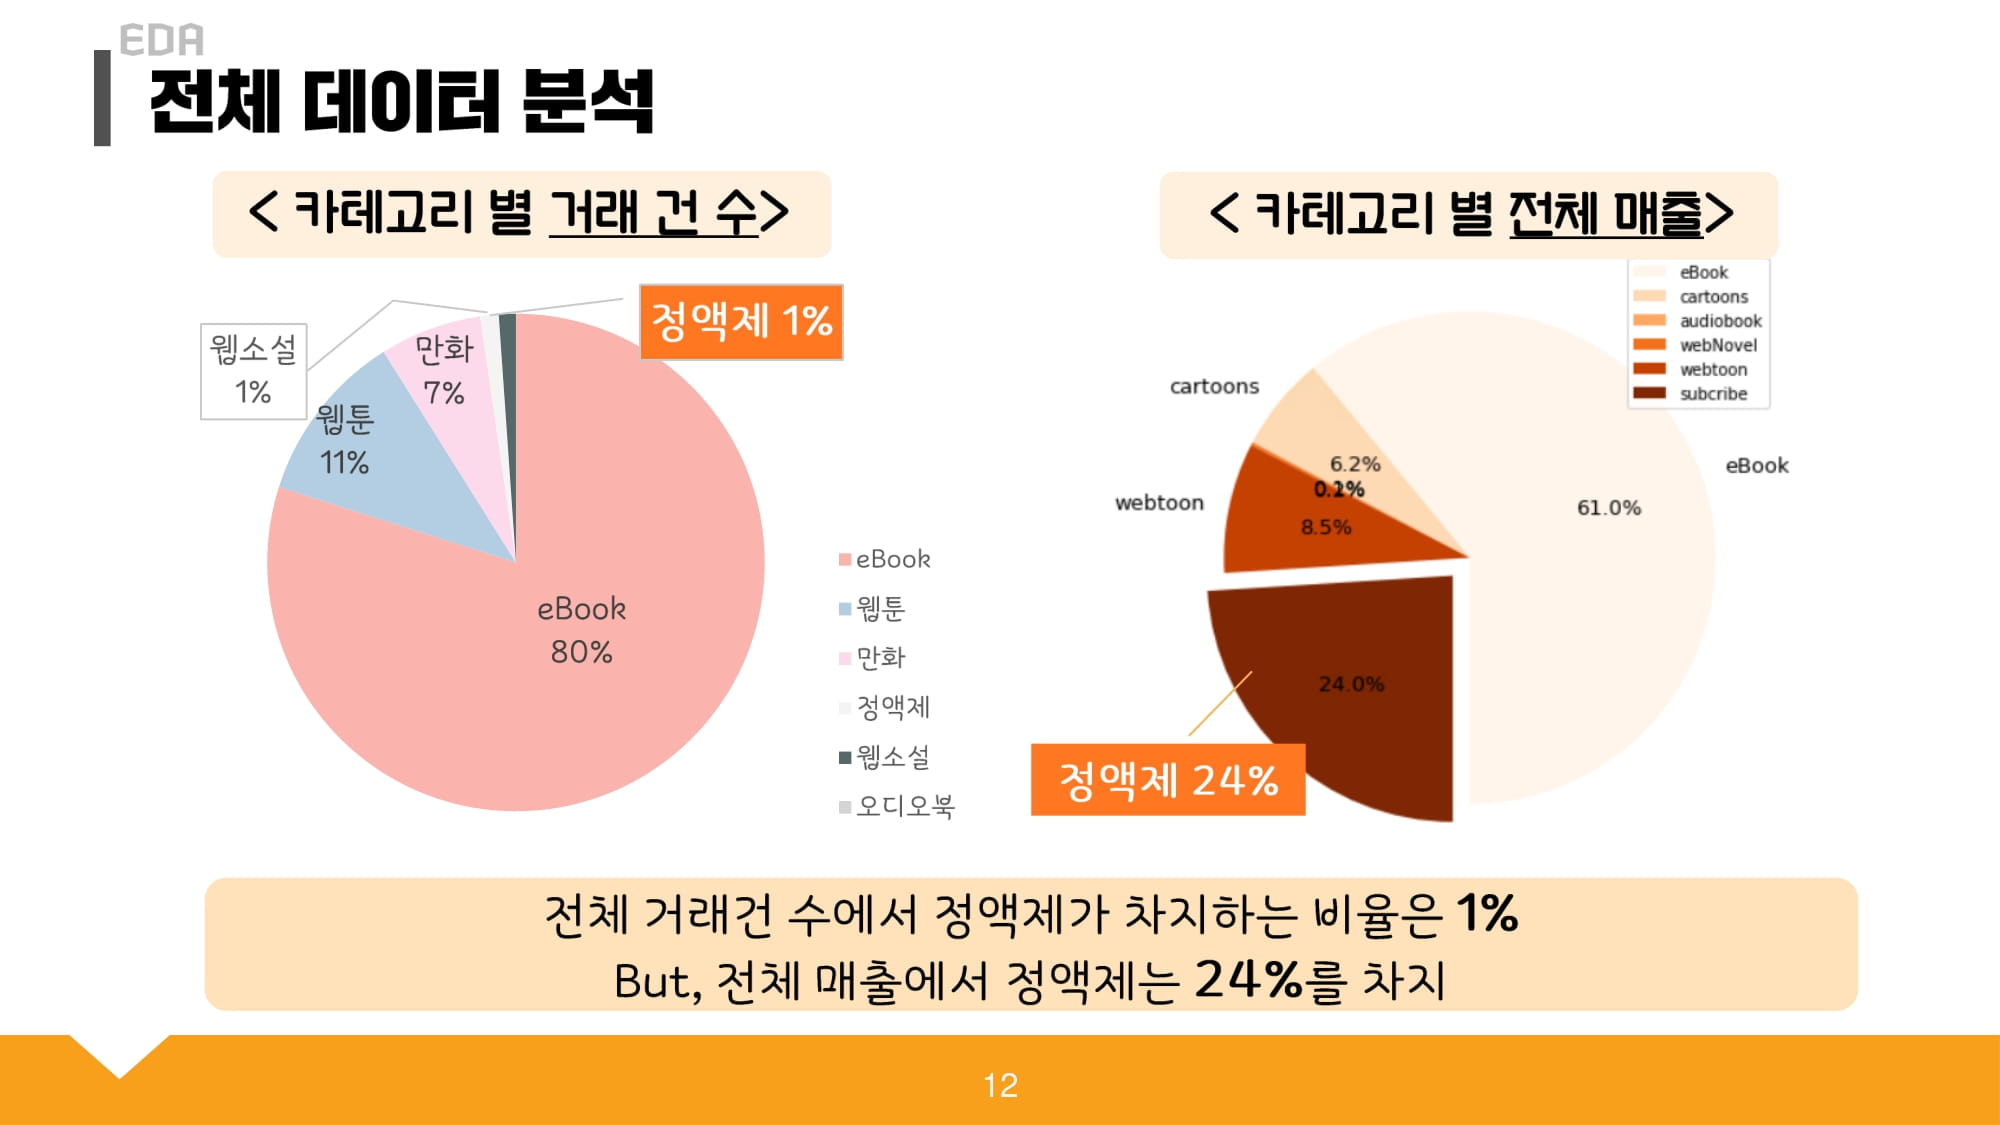 EDA
전체 데이터 분석
< 카테고리 별 거래 건 수>
정액제 1%
웹소설
1%
만화
7%
웹툰
11%
eBook
80%
eBook
웹툰
만화
정액제
웹소설
오디오북
< 카테고리 별 전체 매출>
eBook
cartoons
audiobook
webNovel
webtoon
subcribe
cartoons
6.2%
webtoon
8.5%
eBook
61.0%
24.0%
정액제 24%
전체 거래건 수에서 정액제가 차지하는 비율은 1%
But, 전체 매출에서 정액제는 24%를 차지
12